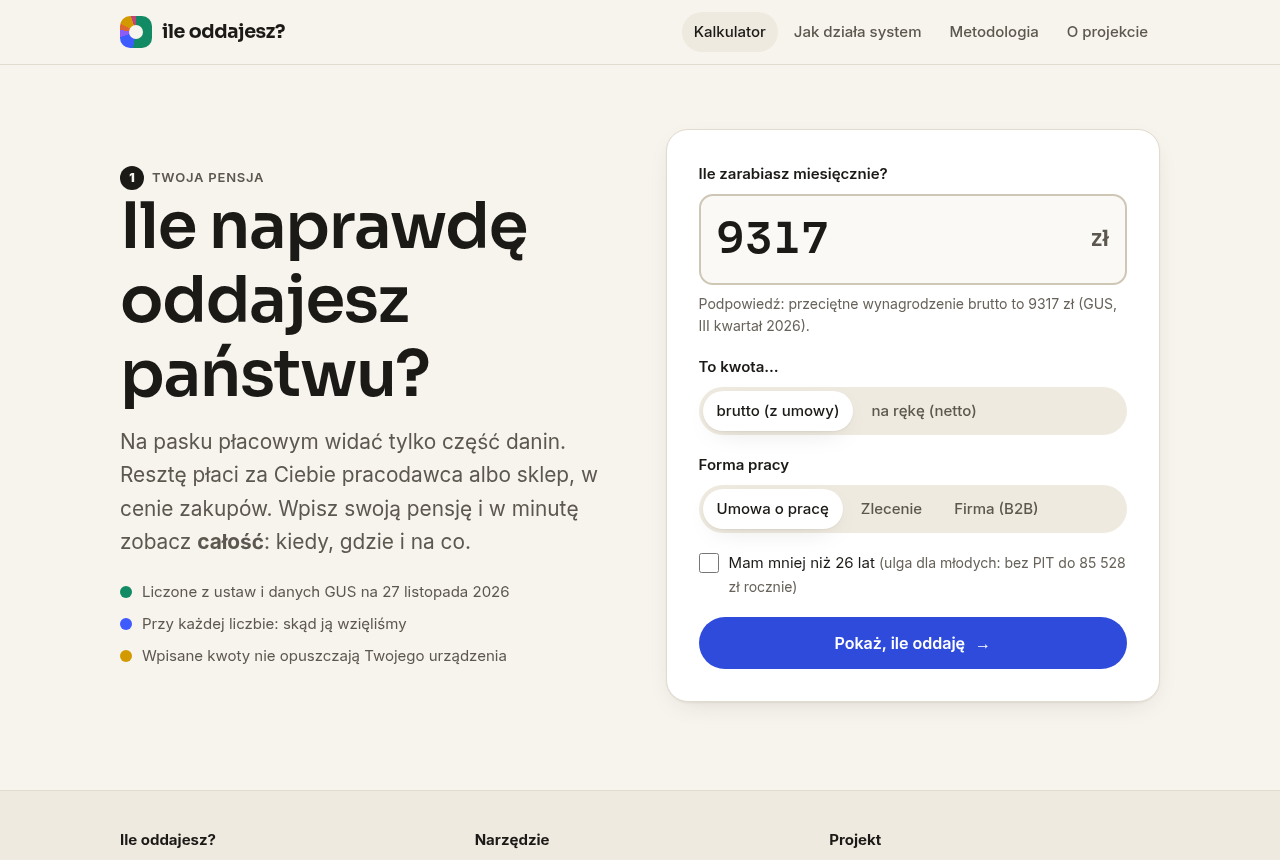 ile oddajesz?
Kalkulator
Jak działa system
Metodologia
O projekcie
1 TWOJA PENSJA
Ile naprawdę
oddajesz
państwu?
Na pasku płacowym widać tylko część danin.
Resztę płaci za Ciebie pracodawca albo sklep, w
cenie zakupów. Wpisz swoją pensję i w minutę
zobacz całość: kiedy, gdzie i na co.
Liczone z ustaw i danych GUS na 27 listopada 2026
Przy każdej liczbie: skąd ją wzięliśmy
Wpisane kwoty nie opuszczają Twojego urządzenia
Ile zarabiasz miesięcznie?
9317 zł
Podpowiedź: przeciętne wynagrodzenie brutto to 9317 zł (GUS,
III kwartał 2026).
To kwota…
brutto (z umowy)
na rękę (netto)
Forma pracy
Umowa o pracę
Zlecenie
Firma (B2B)
Mam mniej niż 26 lat (ulga dla młodych: bez PIT do 85 528
zł rocznie)
Pokaż, ile oddaję →
Ile oddajesz?
Narzędzie
Projekt